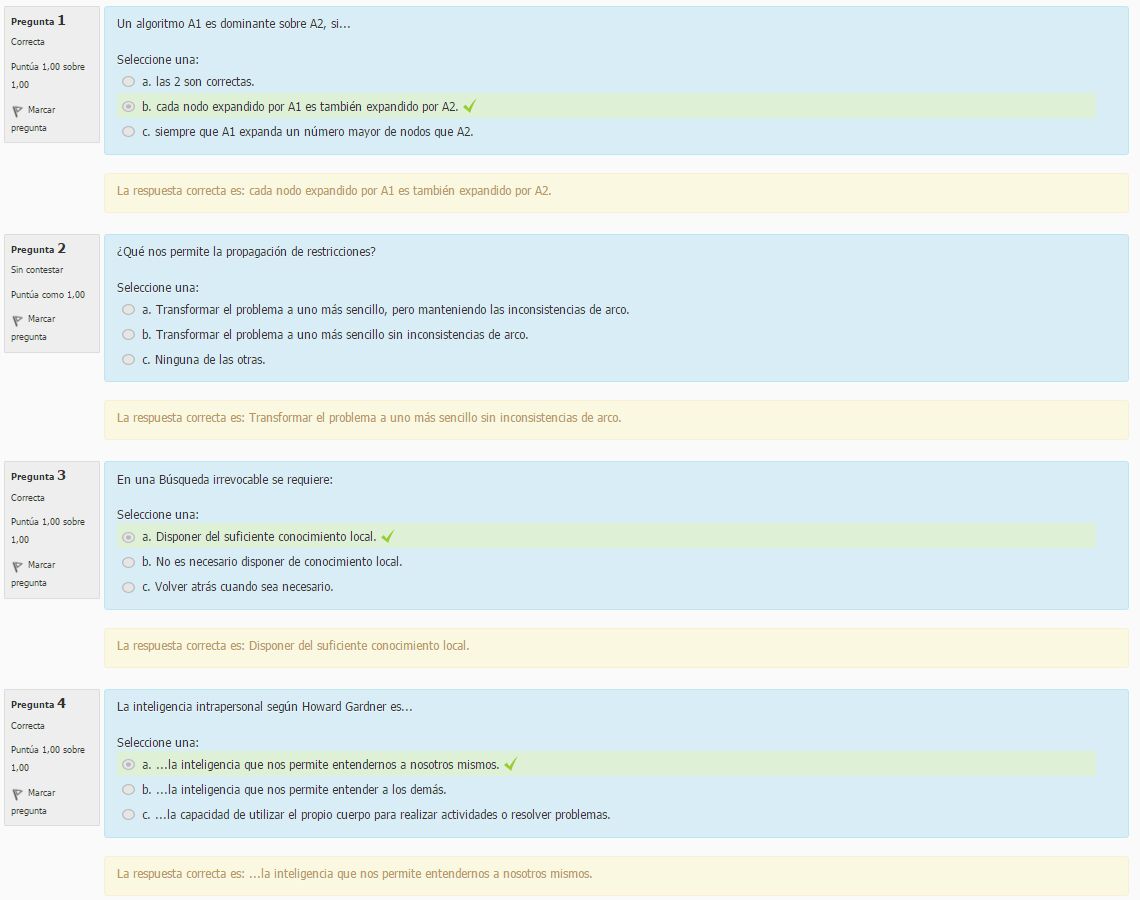 Pregunta 1
Correcta
Puntúa 1,00 sobre
1,00
Marcar
pregunta
Un algoritmo A1 es dominante sobre A2, si...
Seleccione una:
a. las 2 son correctas.
b. cada nodo expandido por A1 es también expandido por A2.
c. siempre que A1 expanda un número mayor de nodos que A2.
La respuesta correcta es: cada nodo expandido por A1 es también expandido por A2.
Pregunta 2
Sin contestar
Puntúa como 1,00
Marcar
pregunta
¿Qué nos permite la propagación de restricciones?
Seleccione una:
a. Transformar el problema a uno más sencillo, pero manteniendo las inconsistencias de arco.
b. Transformar el problema a uno más sencillo sin inconsistencias de arco.
c. Ninguna de las otras.
La respuesta correcta es: Transformar el problema a uno más sencillo sin inconsistencias de arco.
Pregunta 3
Correcta
Puntúa 1,00 sobre
1,00
Marcar
pregunta
En una Búsqueda irrevocable se requiere:
Seleccione una:
a. Disponer del suficiente conocimiento local.
b. No es necesario disponer de conocimiento local.
c. Volver atrás cuando sea necesario.
La respuesta correcta es: Disponer del suficiente conocimiento local.
Pregunta 4
Correcta
Puntúa 1,00 sobre
1,00
Marcar
pregunta
La inteligencia intrapersonal según Howard Gardner es...
Seleccione una:
a. ...la inteligencia que nos permite entendernos a nosotros mismos.
b. ...la inteligencia que nos permite entender a los demás.
c. ...la capacidad de utilizar el propio cuerpo para realizar actividades o resolver problemas.
La respuesta correcta es: ...la inteligencia que nos permite entendernos a nosotros mismos.